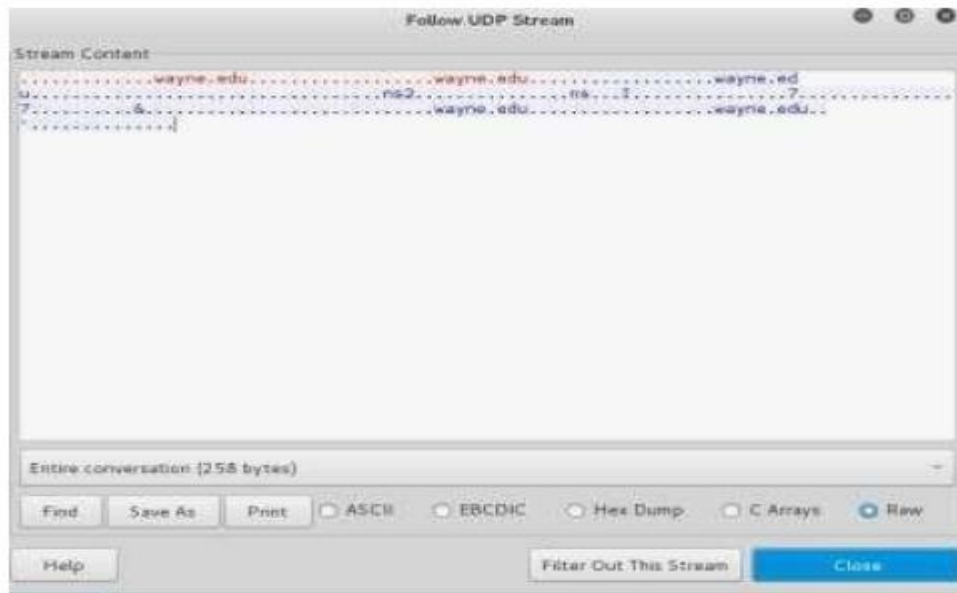 Follow UDP Stream
Stream Content
.............wayne.edu..................wayne.edu..................wayne.ed
u....................................ns2................ns...I................7................
7...........&.............................wayne.edu...................wayne.edu..
Entire conversation (258 bytes)
Find Save As Print ASCII EBCDIC Hex Dump C Arrays Raw
Help Filter Out This Stream Close